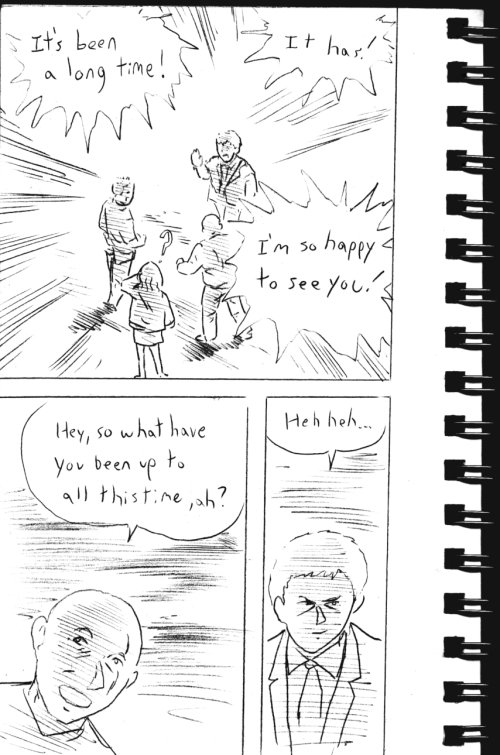 It's been
a long time!
It has!
I'm so happy
to see you!
?
Hey, so what have
you been up to
all this time, ah?
Heh heh...